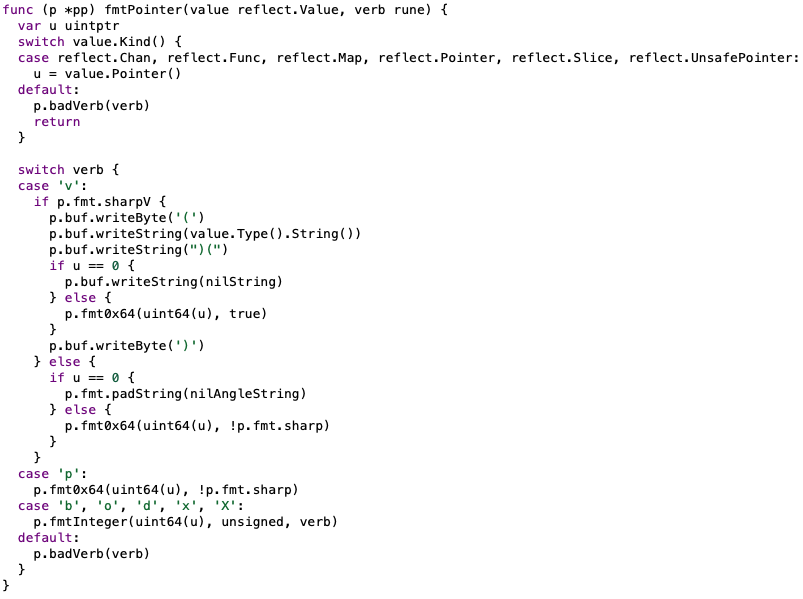 func (p *pp) fmtPointer(value reflect.Value, verb rune) {
  var u uintptr
  switch value.Kind() {
  case reflect.Chan, reflect.Func, reflect.Map, reflect.Pointer, reflect.Slice, reflect.UnsafePointer:
    u = value.Pointer()
  default:
    p.badVerb(verb)
    return
  }

  switch verb {
  case 'v':
    if p.fmt.sharpV {
      p.buf.writeByte('(')
      p.buf.writeString(value.Type().String())
      p.buf.writeString(")(")
      if u == 0 {
        p.buf.writeString(nilString)
      } else {
        p.fmt0x64(uint64(u), true)
      }
      p.buf.writeByte(')')
    } else {
      if u == 0 {
        p.fmt.padString(nilAngleString)
      } else {
        p.fmt0x64(uint64(u), !p.fmt.sharp)
      }
    }
  case 'p':
    p.fmt0x64(uint64(u), !p.fmt.sharp)
  case 'b', 'o', 'd', 'x', 'X':
    p.fmtInteger(uint64(u), unsigned, verb)
  default:
    p.badVerb(verb)
  }
}